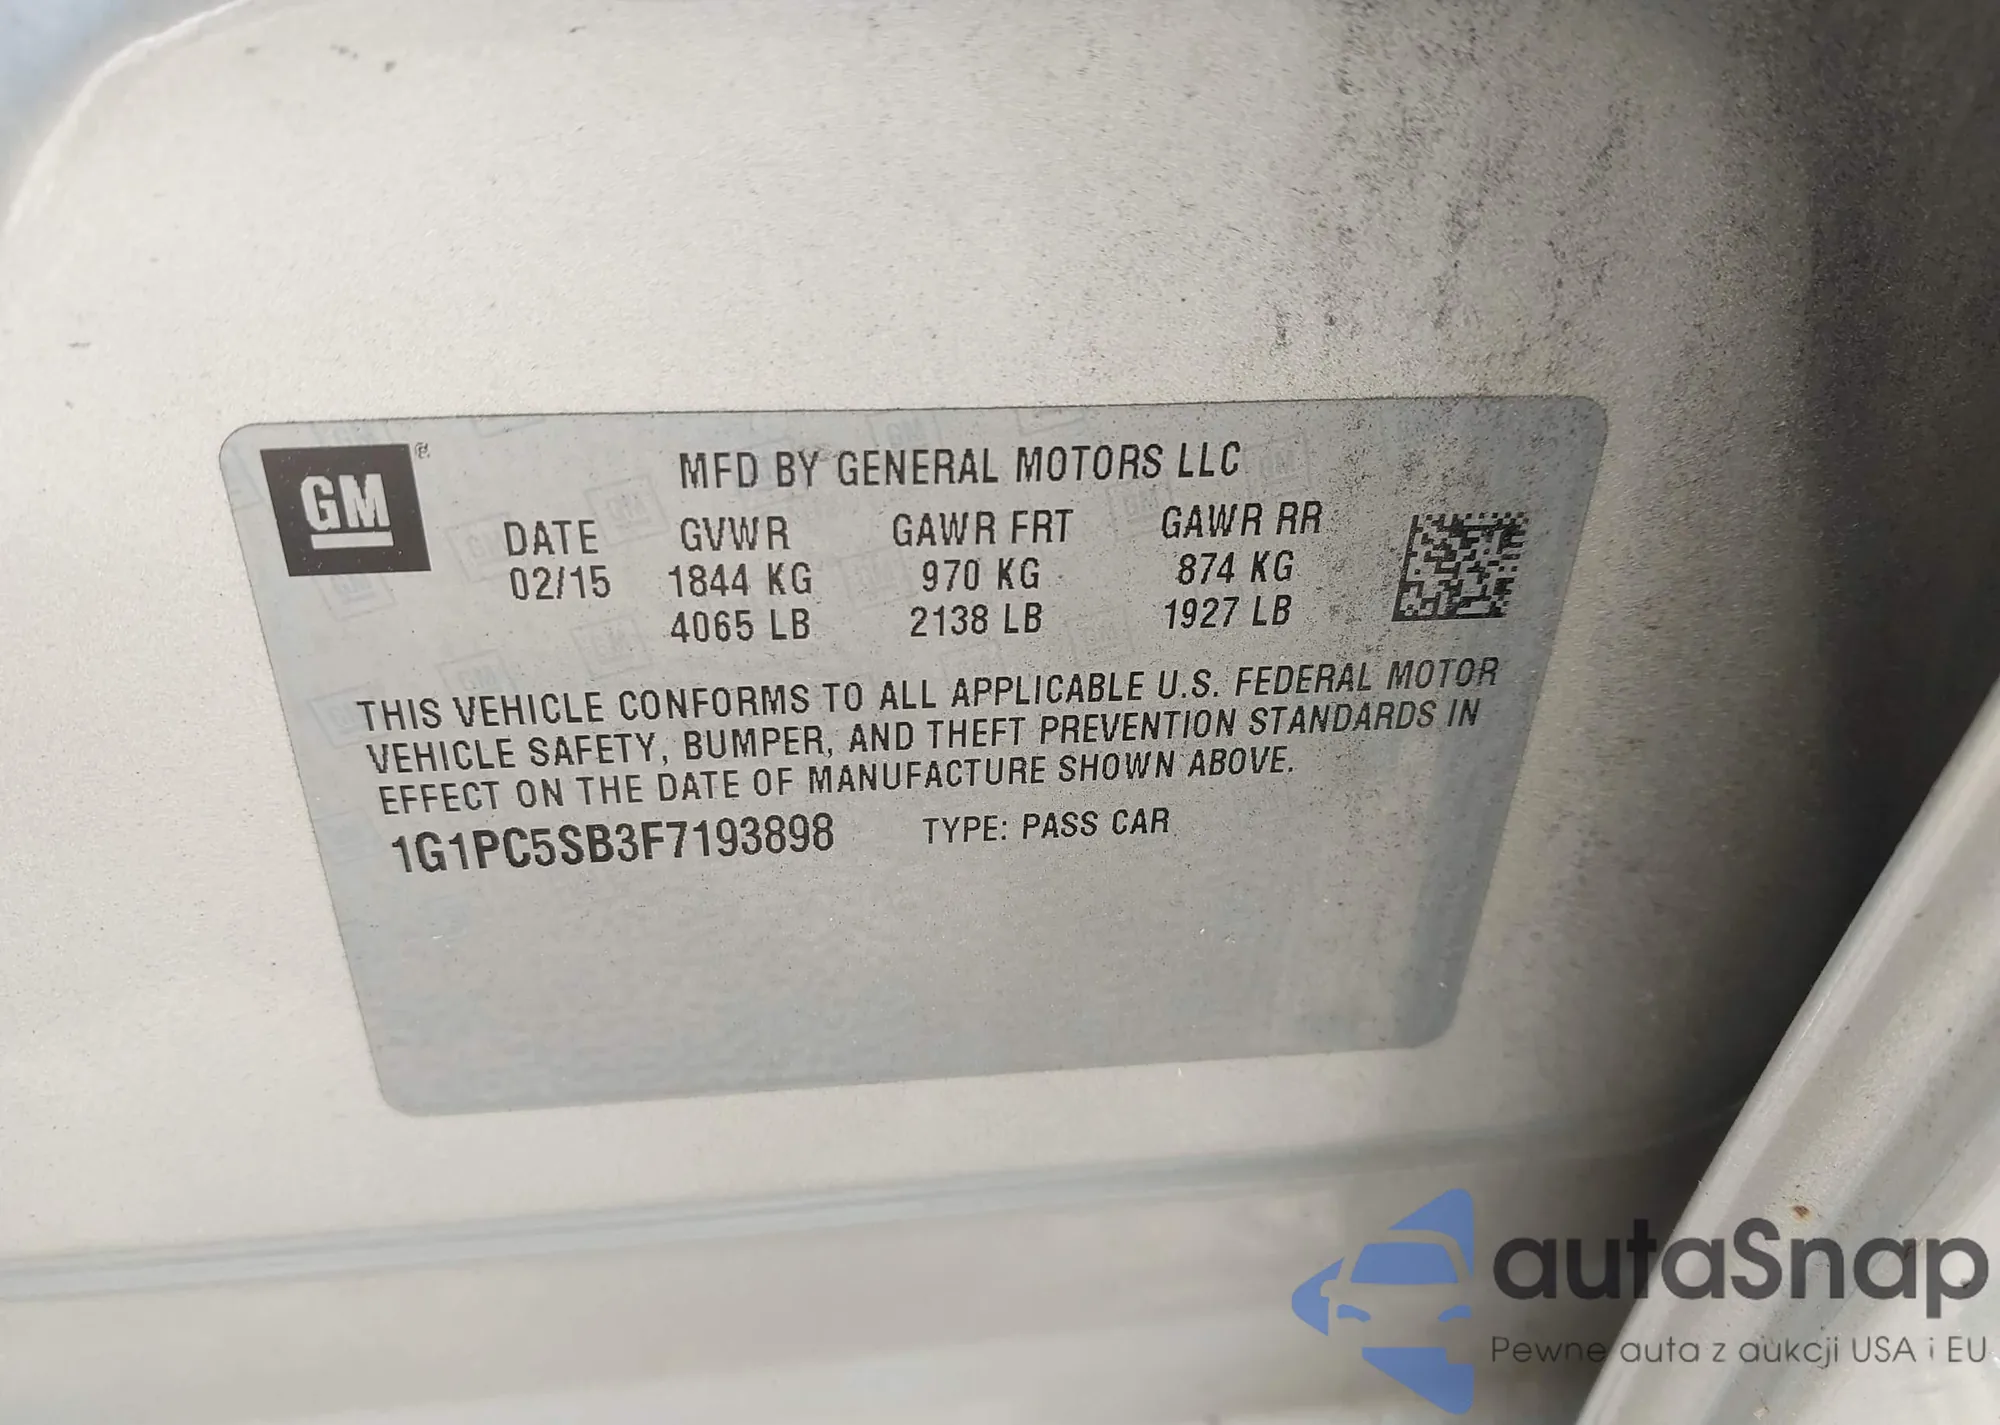 GM®
MFD BY GENERAL MOTORS LLC
DATE GVWR GAWR FRT GAWR RR
02/15 1844 KG 970 KG 874 KG
4065 LB 2138 LB 1927 LB
THIS VEHICLE CONFORMS TO ALL APPLICABLE U.S. FEDERAL MOTOR
VEHICLE SAFETY, BUMPER, AND THEFT PREVENTION STANDARDS IN
EFFECT ON THE DATE OF MANUFACTURE SHOWN ABOVE.
1G1PC5SB3F7193898 TYPE: PASS CAR
autaSnap
Pewne auta z aukcji USA i EU